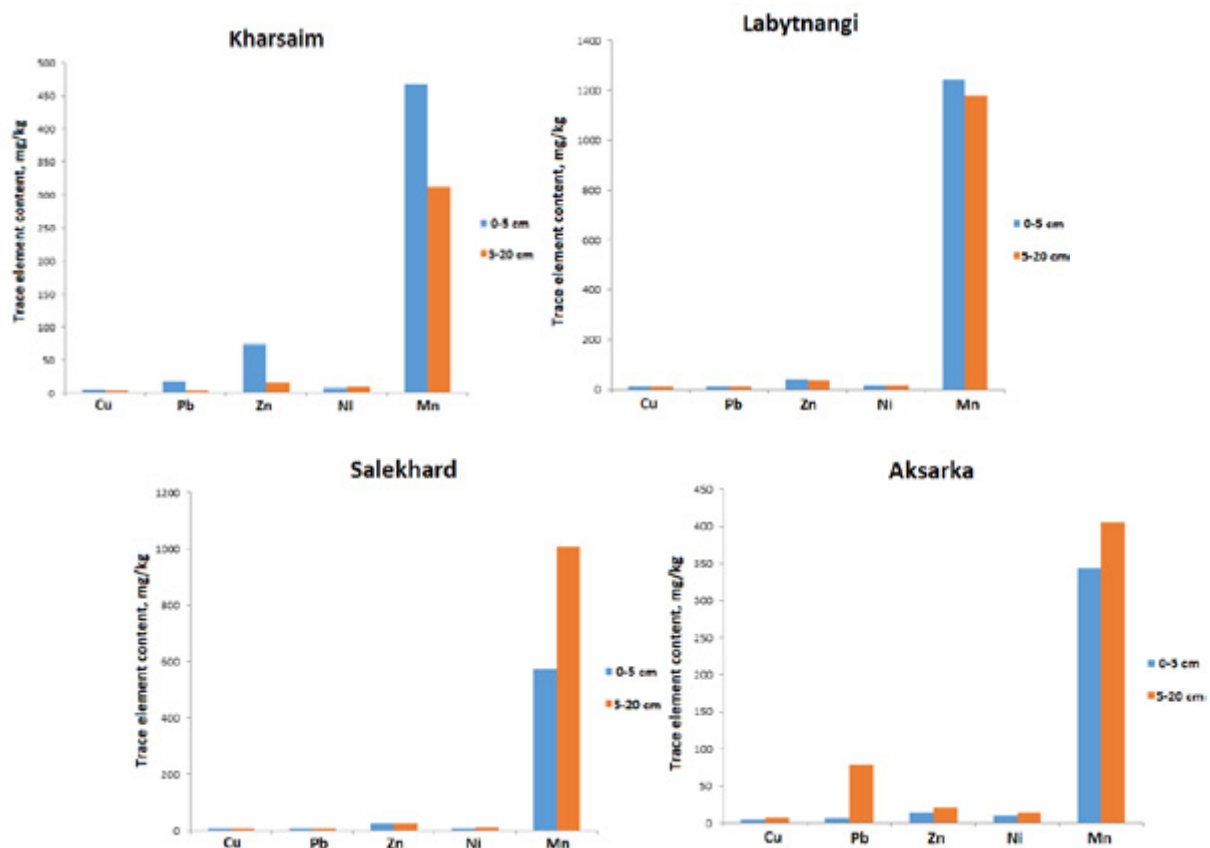 Kharsaim
Trace element content, mg/kg
500
450
400
350
300
250
200
150
100
50
0
Cu Pb Zn Ni Mn
0-5 cm
5-20 cm
Labytnangi
Trace element content, mg/kg
1400
1200
1000
800
600
400
200
0
Cu Pb Zn Ni Mn
0-5 cm
5-20 cm
Salekhard
Trace element content, mg/kg
1200
1000
800
600
400
200
0
Cu Pb Zn Ni Mn
0-5 cm
5-20 cm
Aksarka
Trace element content, mg/kg
450
400
350
300
250
200
150
100
50
0
Cu Pb Zn Ni Mn
0-5 cm
5-20 cm